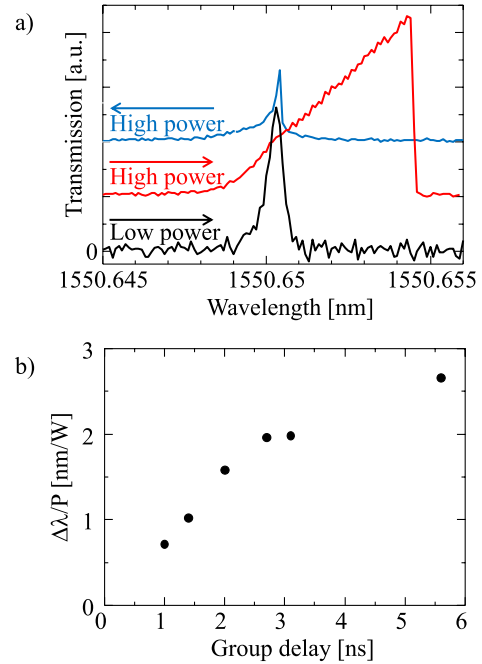 a)
Transmission [a.u.]
High power
High power
Low power
0
1550.645 1550.65 1550.655
Wavelength [nm]
b)
Δλ/P [nm/W]
3
2
1
0
0 1 2 3 4 5 6
Group delay [ns]